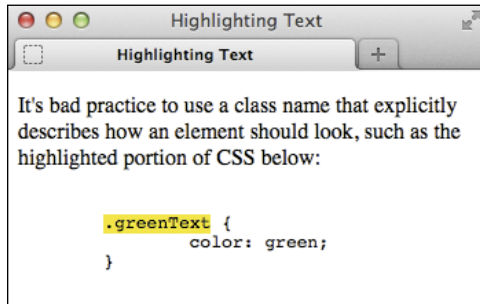 Highlighting Text
Highlighting Text
It's bad practice to use a class name that explicitly
describes how an element should look, such as the
highlighted portion of CSS below:
.greenText {
color: green;
}